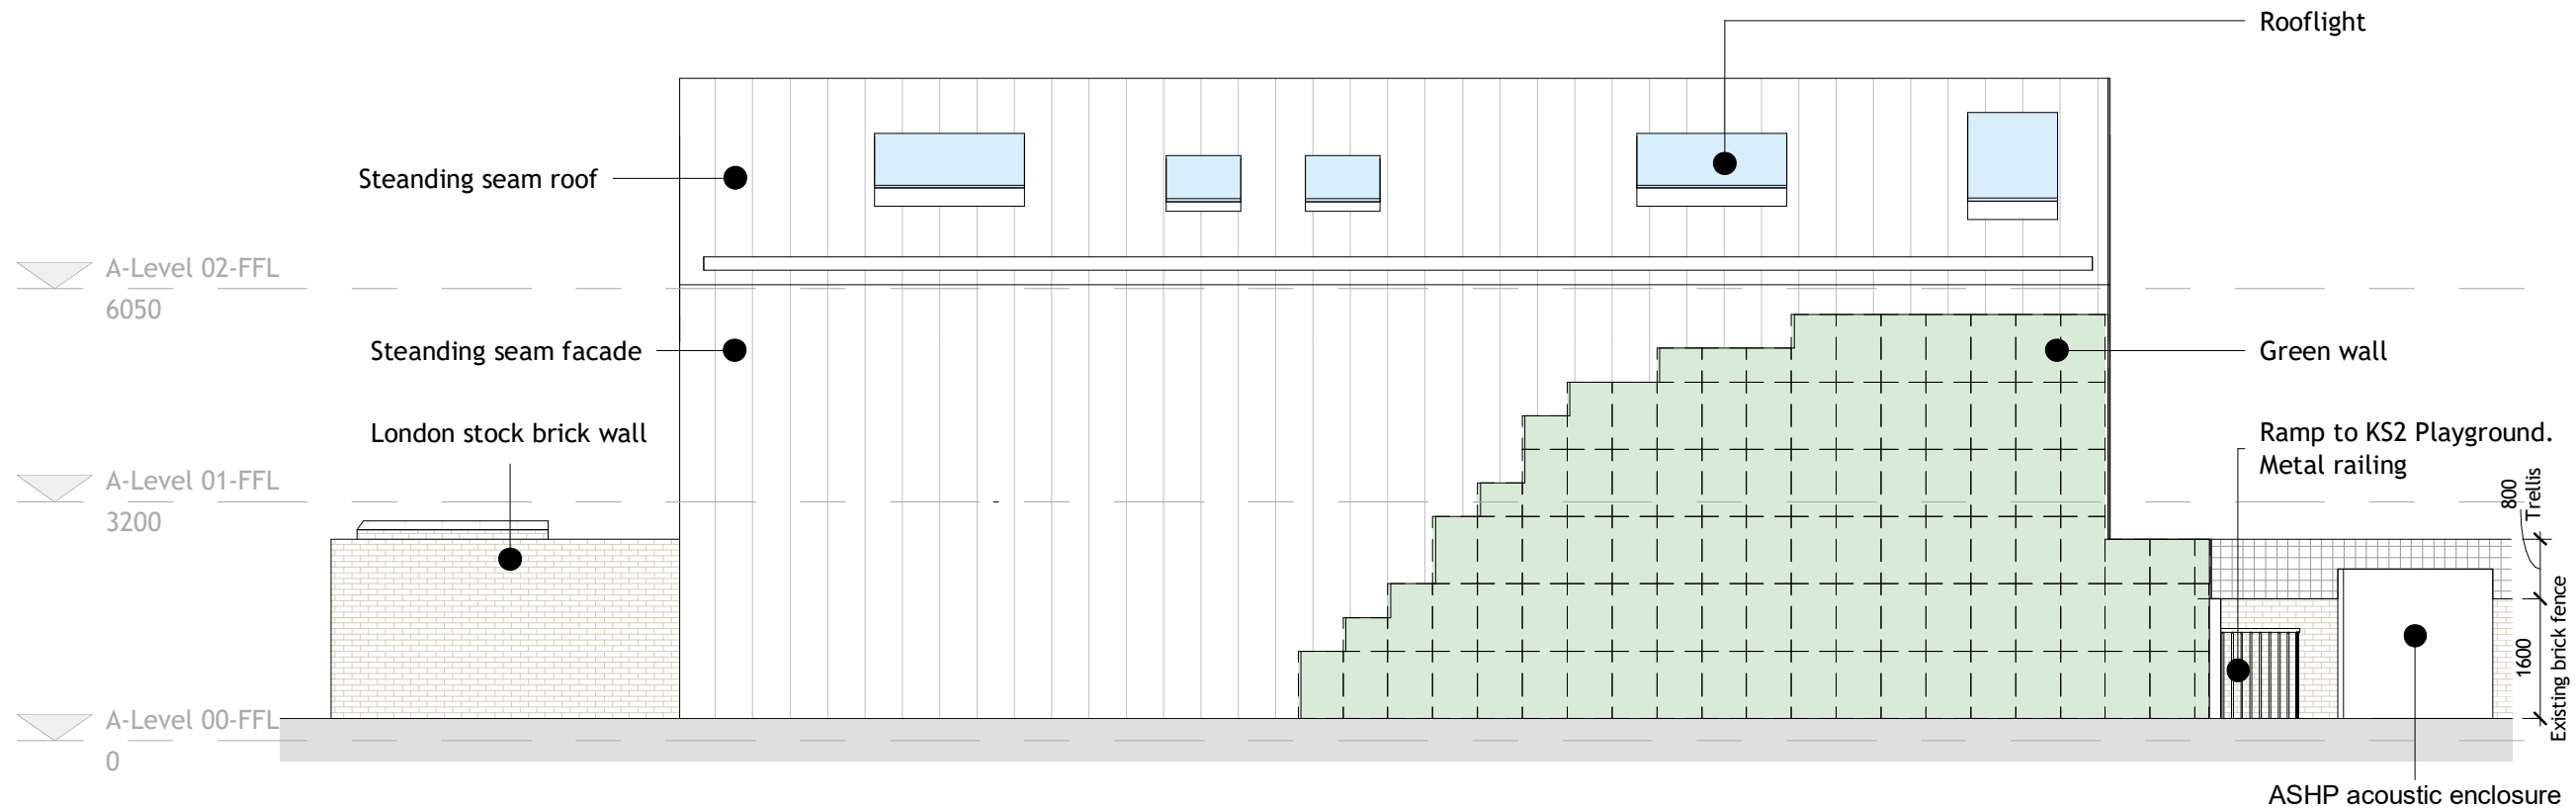 Rooflight
Steanding seam roof
A-Level 02-FFL
6050
Steanding seam facade
Green wall
London stock brick wall
Ramp to KS2 Playground.
Metal railing
A-Level 01-FFL
3200
800
Trellis
1600
Existing brick fence
A-Level 00-FFL
0
ASHP acoustic enclosure